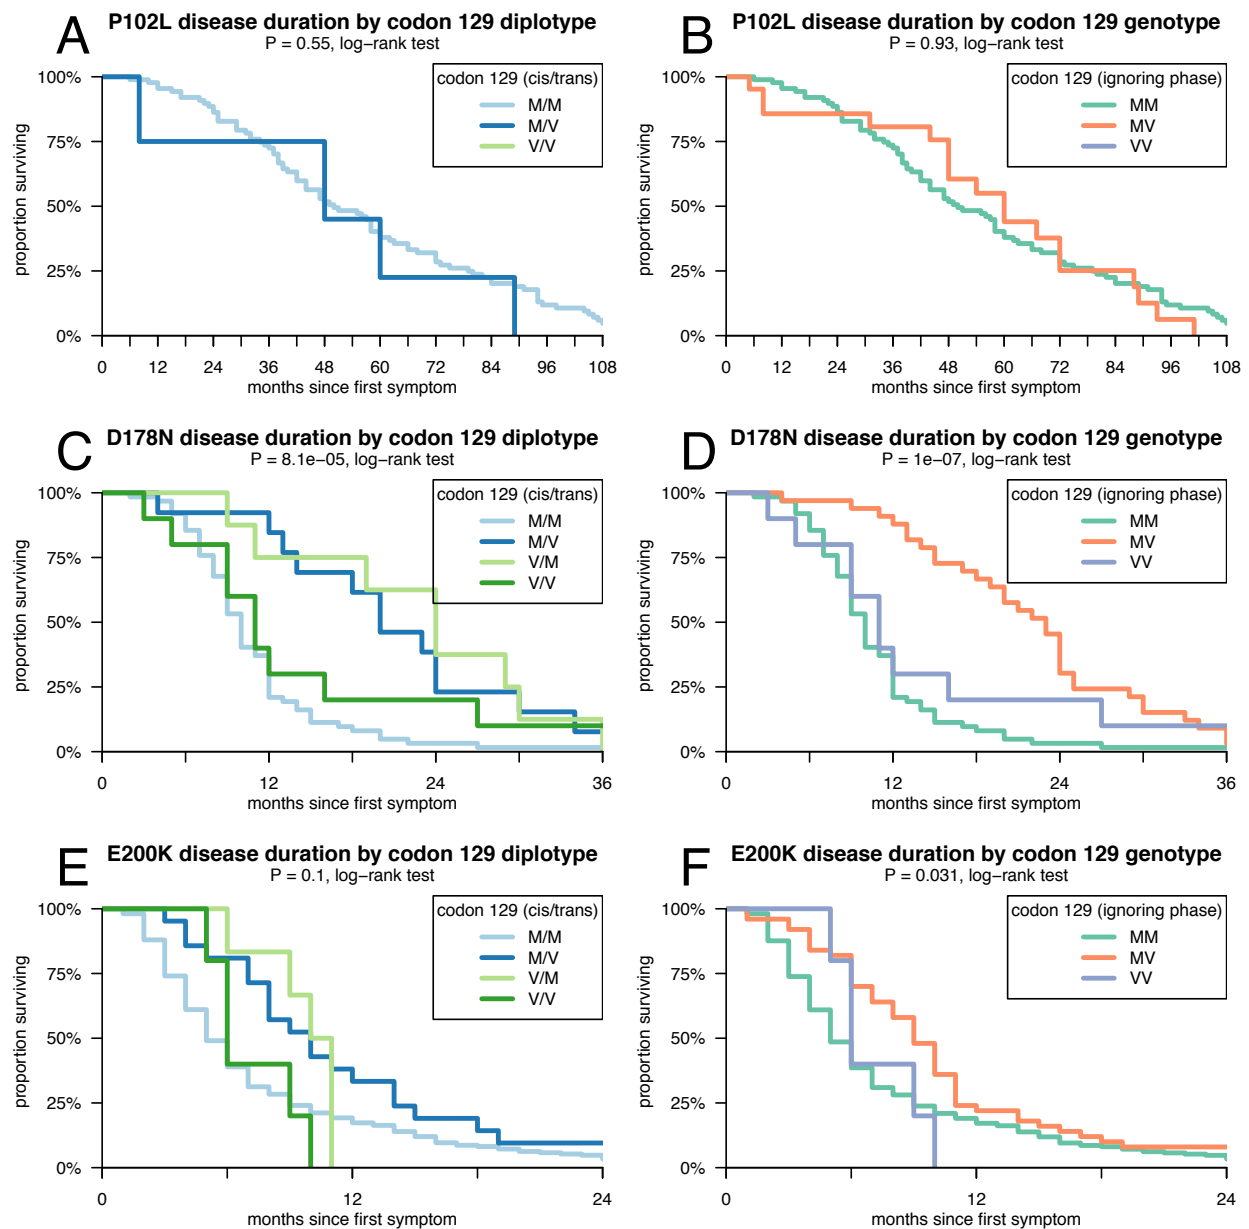 A
P102L disease duration by codon 129 diplotype
P = 0.55, log−rank test
codon 129 (cis/trans)
M/M
M/V
V/V
proportion surviving
100%
75%
50%
25%
0%
0 12 24 36 48 60 72 84 96 108
months since first symptom
B
P102L disease duration by codon 129 genotype
P = 0.93, log−rank test
codon 129 (ignoring phase)
MM
MV
VV
proportion surviving
100%
75%
50%
25%
0%
0 12 24 36 48 60 72 84 96 108
months since first symptom
C
D178N disease duration by codon 129 diplotype
P = 8.1e−05, log−rank test
codon 129 (cis/trans)
M/M
M/V
V/M
V/V
proportion surviving
100%
75%
50%
25%
0%
0 12 24 36
months since first symptom
D
D178N disease duration by codon 129 genotype
P = 1e−07, log−rank test
codon 129 (ignoring phase)
MM
MV
VV
proportion surviving
100%
75%
50%
25%
0%
0 12 24 36
months since first symptom
E
E200K disease duration by codon 129 diplotype
P = 0.1, log−rank test
codon 129 (cis/trans)
M/M
M/V
V/M
V/V
proportion surviving
100%
75%
50%
25%
0%
0 12 24
months since first symptom
F
E200K disease duration by codon 129 genotype
P = 0.031, log−rank test
codon 129 (ignoring phase)
MM
MV
VV
proportion surviving
100%
75%
50%
25%
0%
0 12 24
months since first symptom